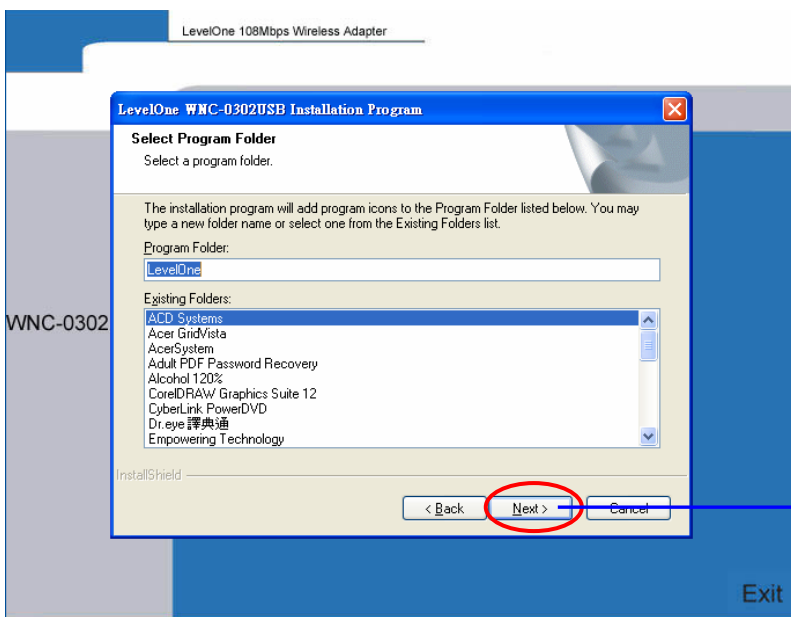 LevelOne 108Mbps Wireless Adapter
LevelOne WNC-0302USB Installation Program
Select Program Folder
Select a program folder.
The installation program will add program icons to the Program Folder listed below. You may
type a new folder name or select one from the Existing Folders list.
Program Folder:
LevelOne
Existing Folders:
ACD Systems
Acer GridVista
AcerSystem
Adult PDF Password Recovery
Alcohol 120%
CorelDRAW Graphics Suite 12
CyberLink PowerDVD
Dr.eye 譯典通
Empowering Technology
WNC-0302
InstallShield
< Back
Next >
Cancel
Exit